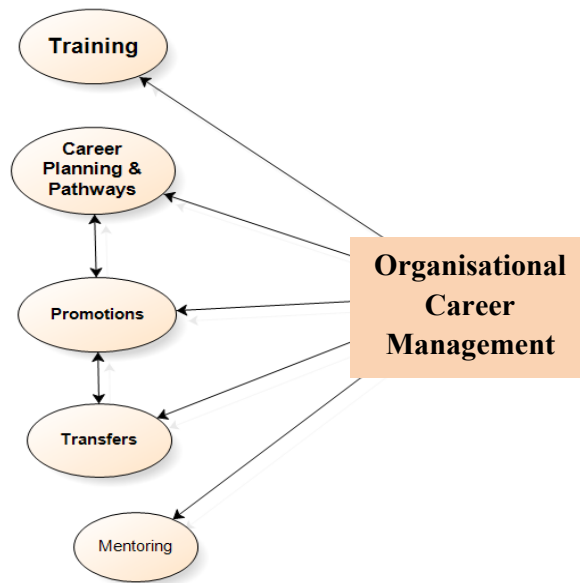 Training
Career
Planning &
Pathways
Promotions
Transfers
Mentoring
Organisational
Career
Management